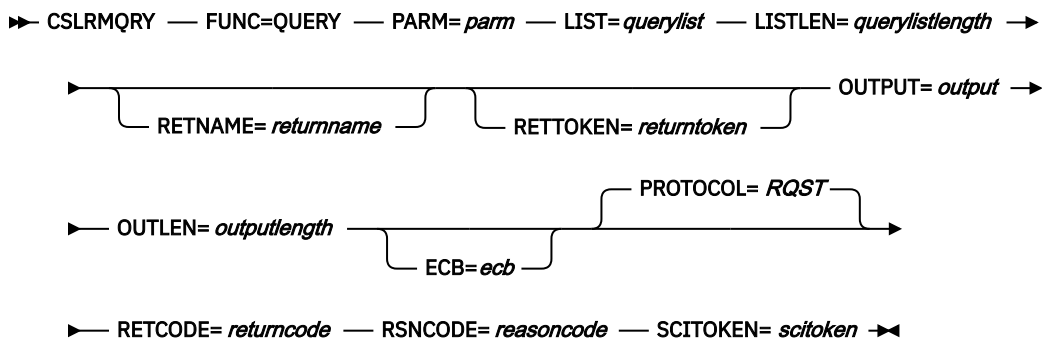 CSLRMQRY FUNC=QUERY PARM= parm LIST= querylist LISTLEN= querylistlength
OUTPUT= output
RETNAME= returnname RETTOKEN= returntoken
PROTOCOL= RQST
OUTLEN= outputlength
ECB= ecb
RETCODE= returncode RSNCODE= reasoncode SCITOKEN= scitoken